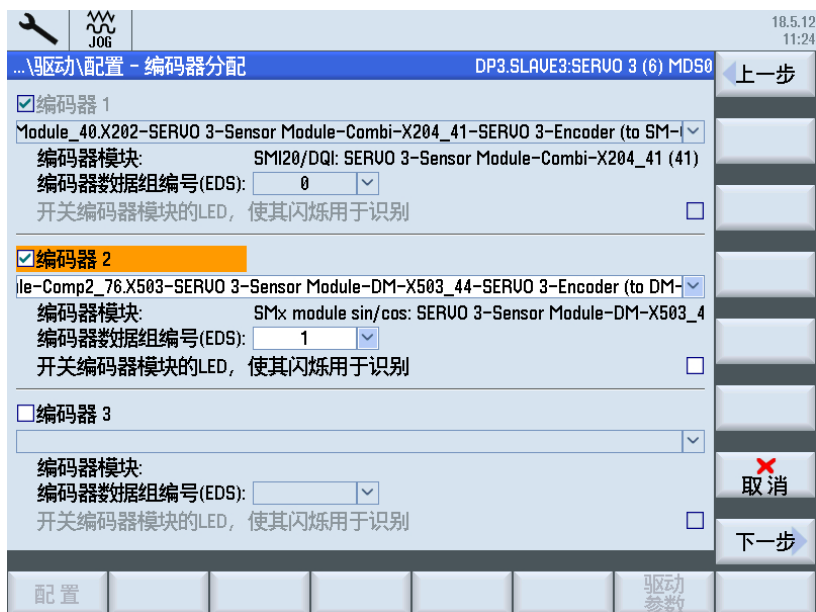 JOG
18.5.12
11:24
...\驱动\配置 - 编码器分配
DP3.SLAVE3:SERVO 3 (6) MDS0
上一步
编码器 1
Module_40.X202-SERVO 3-Sensor Module-Combi-X204_41-SERVO 3-Encoder (to SM-
编码器模块: SMI20/DQI: SERVO 3-Sensor Module-Combi-X204_41 (41)
编码器数据组编号(EDS): 0
开关编码器模块的LED, 使其闪烁用于识别
编码器 2
le-Comp2_76.X503-SERVO 3-Sensor Module-DM-X503_44-SERVO 3-Encoder (to DM-
编码器模块: SMx module sin/cos: SERVO 3-Sensor Module-DM-X503_4
编码器数据组编号(EDS): 1
开关编码器模块的LED, 使其闪烁用于识别
编码器 3
编码器模块:
编码器数据组编号(EDS):
开关编码器模块的LED, 使其闪烁用于识别
取消
下一步
配置
驱动
参数